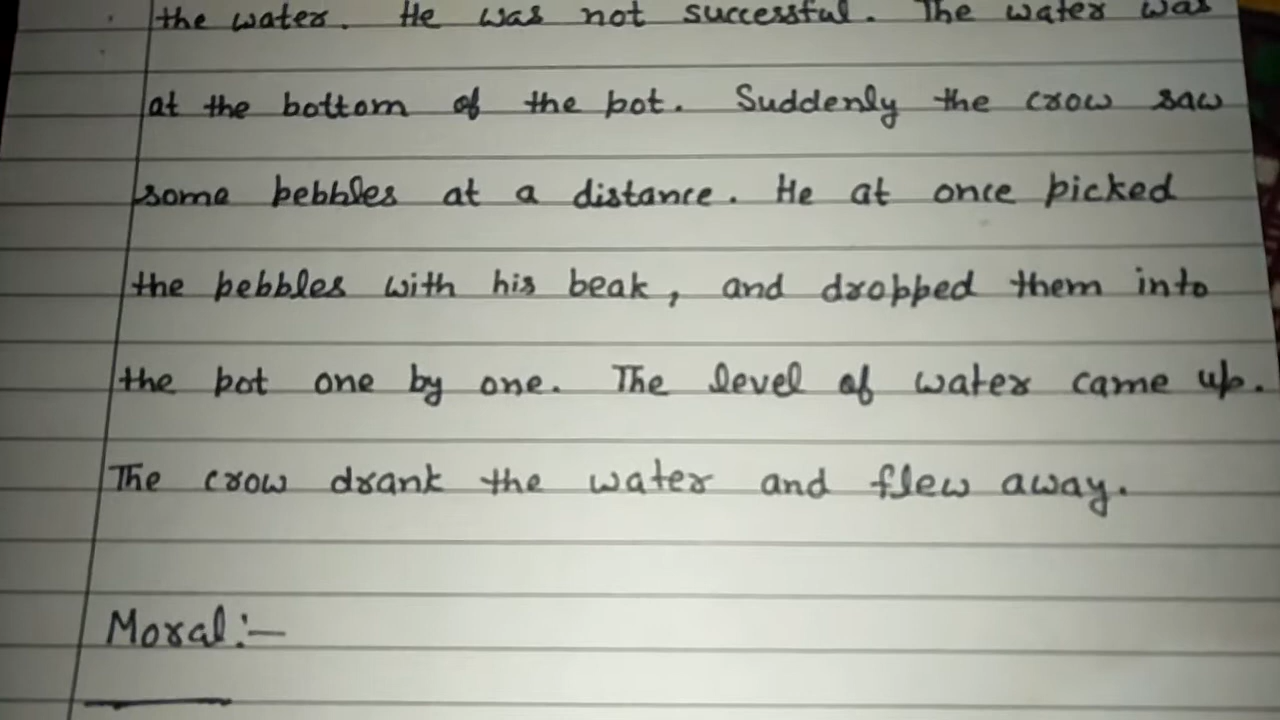 the water. He was not successful. The water was
at the bottom of the pot. Suddenly the crow saw
some pebbles at a distance. He at once picked
the pebbles with his beak, and dropped them into
the pot one by one. The level of water came up.
The crow drank the water and flew away.
Moral:-